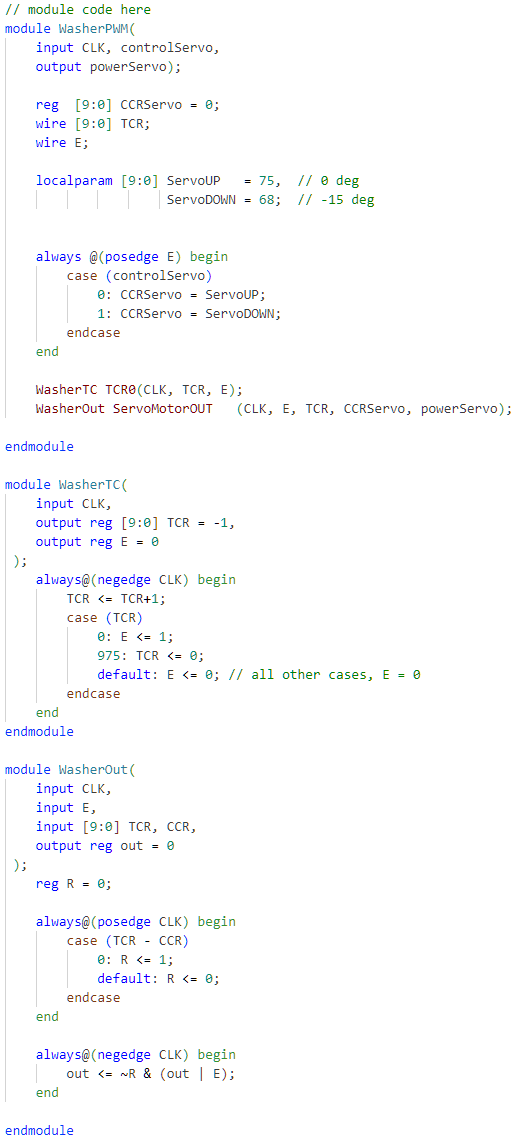 // module code here
module WasherPWM(
    input CLK, controlServo,
    output powerServo);
    reg  [9:0] CCRServo = 0;
    wire [9:0] TCR;
    wire E;
    localparam [9:0] ServoUP   = 75,  // 0 deg
                     ServoDOWN = 68;  // -15 deg
    always @(posedge E) begin
        case (controlServo)
            0: CCRServo = ServoUP;
            1: CCRServo = ServoDOWN;
        endcase
    end
    WasherTC TCR0(CLK, TCR, E);
    WasherOut ServoMotorOUT   (CLK, E, TCR, CCRServo, powerServo);
endmodule
module WasherTC(
    input CLK,
    output reg [9:0] TCR = -1,
    output reg E = 0
 );
    always@(negedge CLK) begin
        TCR <= TCR+1;
        case (TCR)
            0: E <= 1;
            975: TCR <= 0;
            default: E <= 0; // all other cases, E = 0
        endcase
    end
endmodule
module WasherOut(
    input CLK,
    input E,
    input [9:0] TCR, CCR,
    output reg out = 0
 );
    reg R = 0;
    always@(posedge CLK) begin
        case (TCR - CCR)
            0: R <= 1;
            default: R <= 0;
        endcase
    end
    always@(negedge CLK) begin
        out <= ~R & (out | E);
    end
endmodule